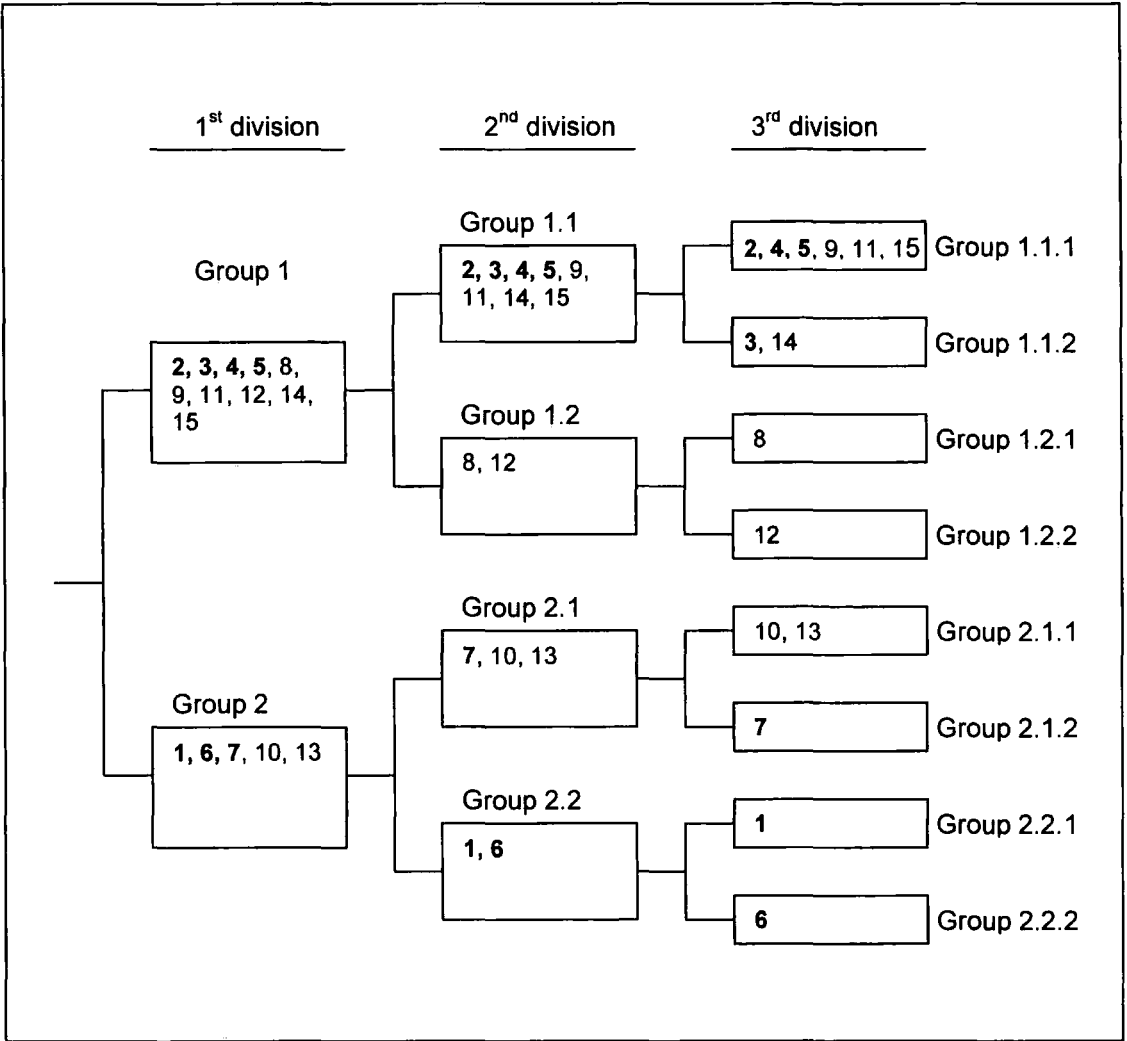 1st division
2nd division
3rd division
Group 1
2, 3, 4, 5, 8,
9, 11, 12, 14,
15
Group 2
1, 6, 7, 10, 13
Group 1.1
2, 3, 4, 5, 9,
11, 14, 15
Group 1.2
8, 12
Group 2.1
7, 10, 13
Group 2.2
1, 6
2, 4, 5, 9, 11, 15 Group 1.1.1
3, 14 Group 1.1.2
8 Group 1.2.1
12 Group 1.2.2
10, 13 Group 2.1.1
7 Group 2.1.2
1 Group 2.2.1
6 Group 2.2.2